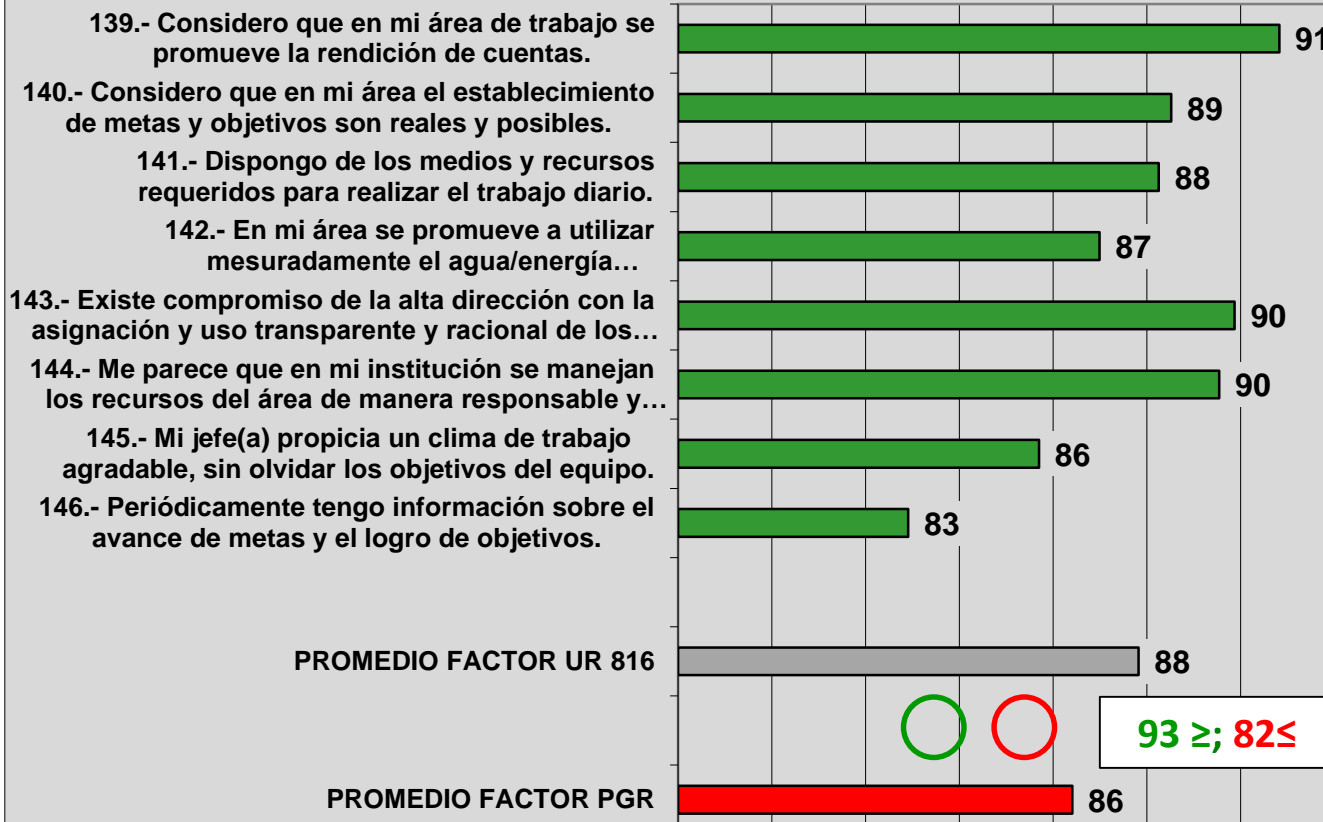 139.- Considero que en mi área de trabajo se
promueve la rendición de cuentas.
91
140.- Considero que en mi área el establecimiento
de metas y objetivos son reales y posibles.
89
141.- Dispongo de los medios y recursos
requeridos para realizar el trabajo diario.
88
142.- En mi área se promueve a utilizar
mesuradamente el agua/energía…
87
143.- Existe compromiso de la alta dirección con la
asignación y uso transparente y racional de los…
90
144.- Me parece que en mi institución se manejan
los recursos del área de manera responsable y…
90
145.- Mi jefe(a) propicia un clima de trabajo
agradable, sin olvidar los objetivos del equipo.
86
146.- Periódicamente tengo información sobre el
avance de metas y el logro de objetivos.
83
PROMEDIO FACTOR UR 816
88
93 ≥; 82≤
PROMEDIO FACTOR PGR
86